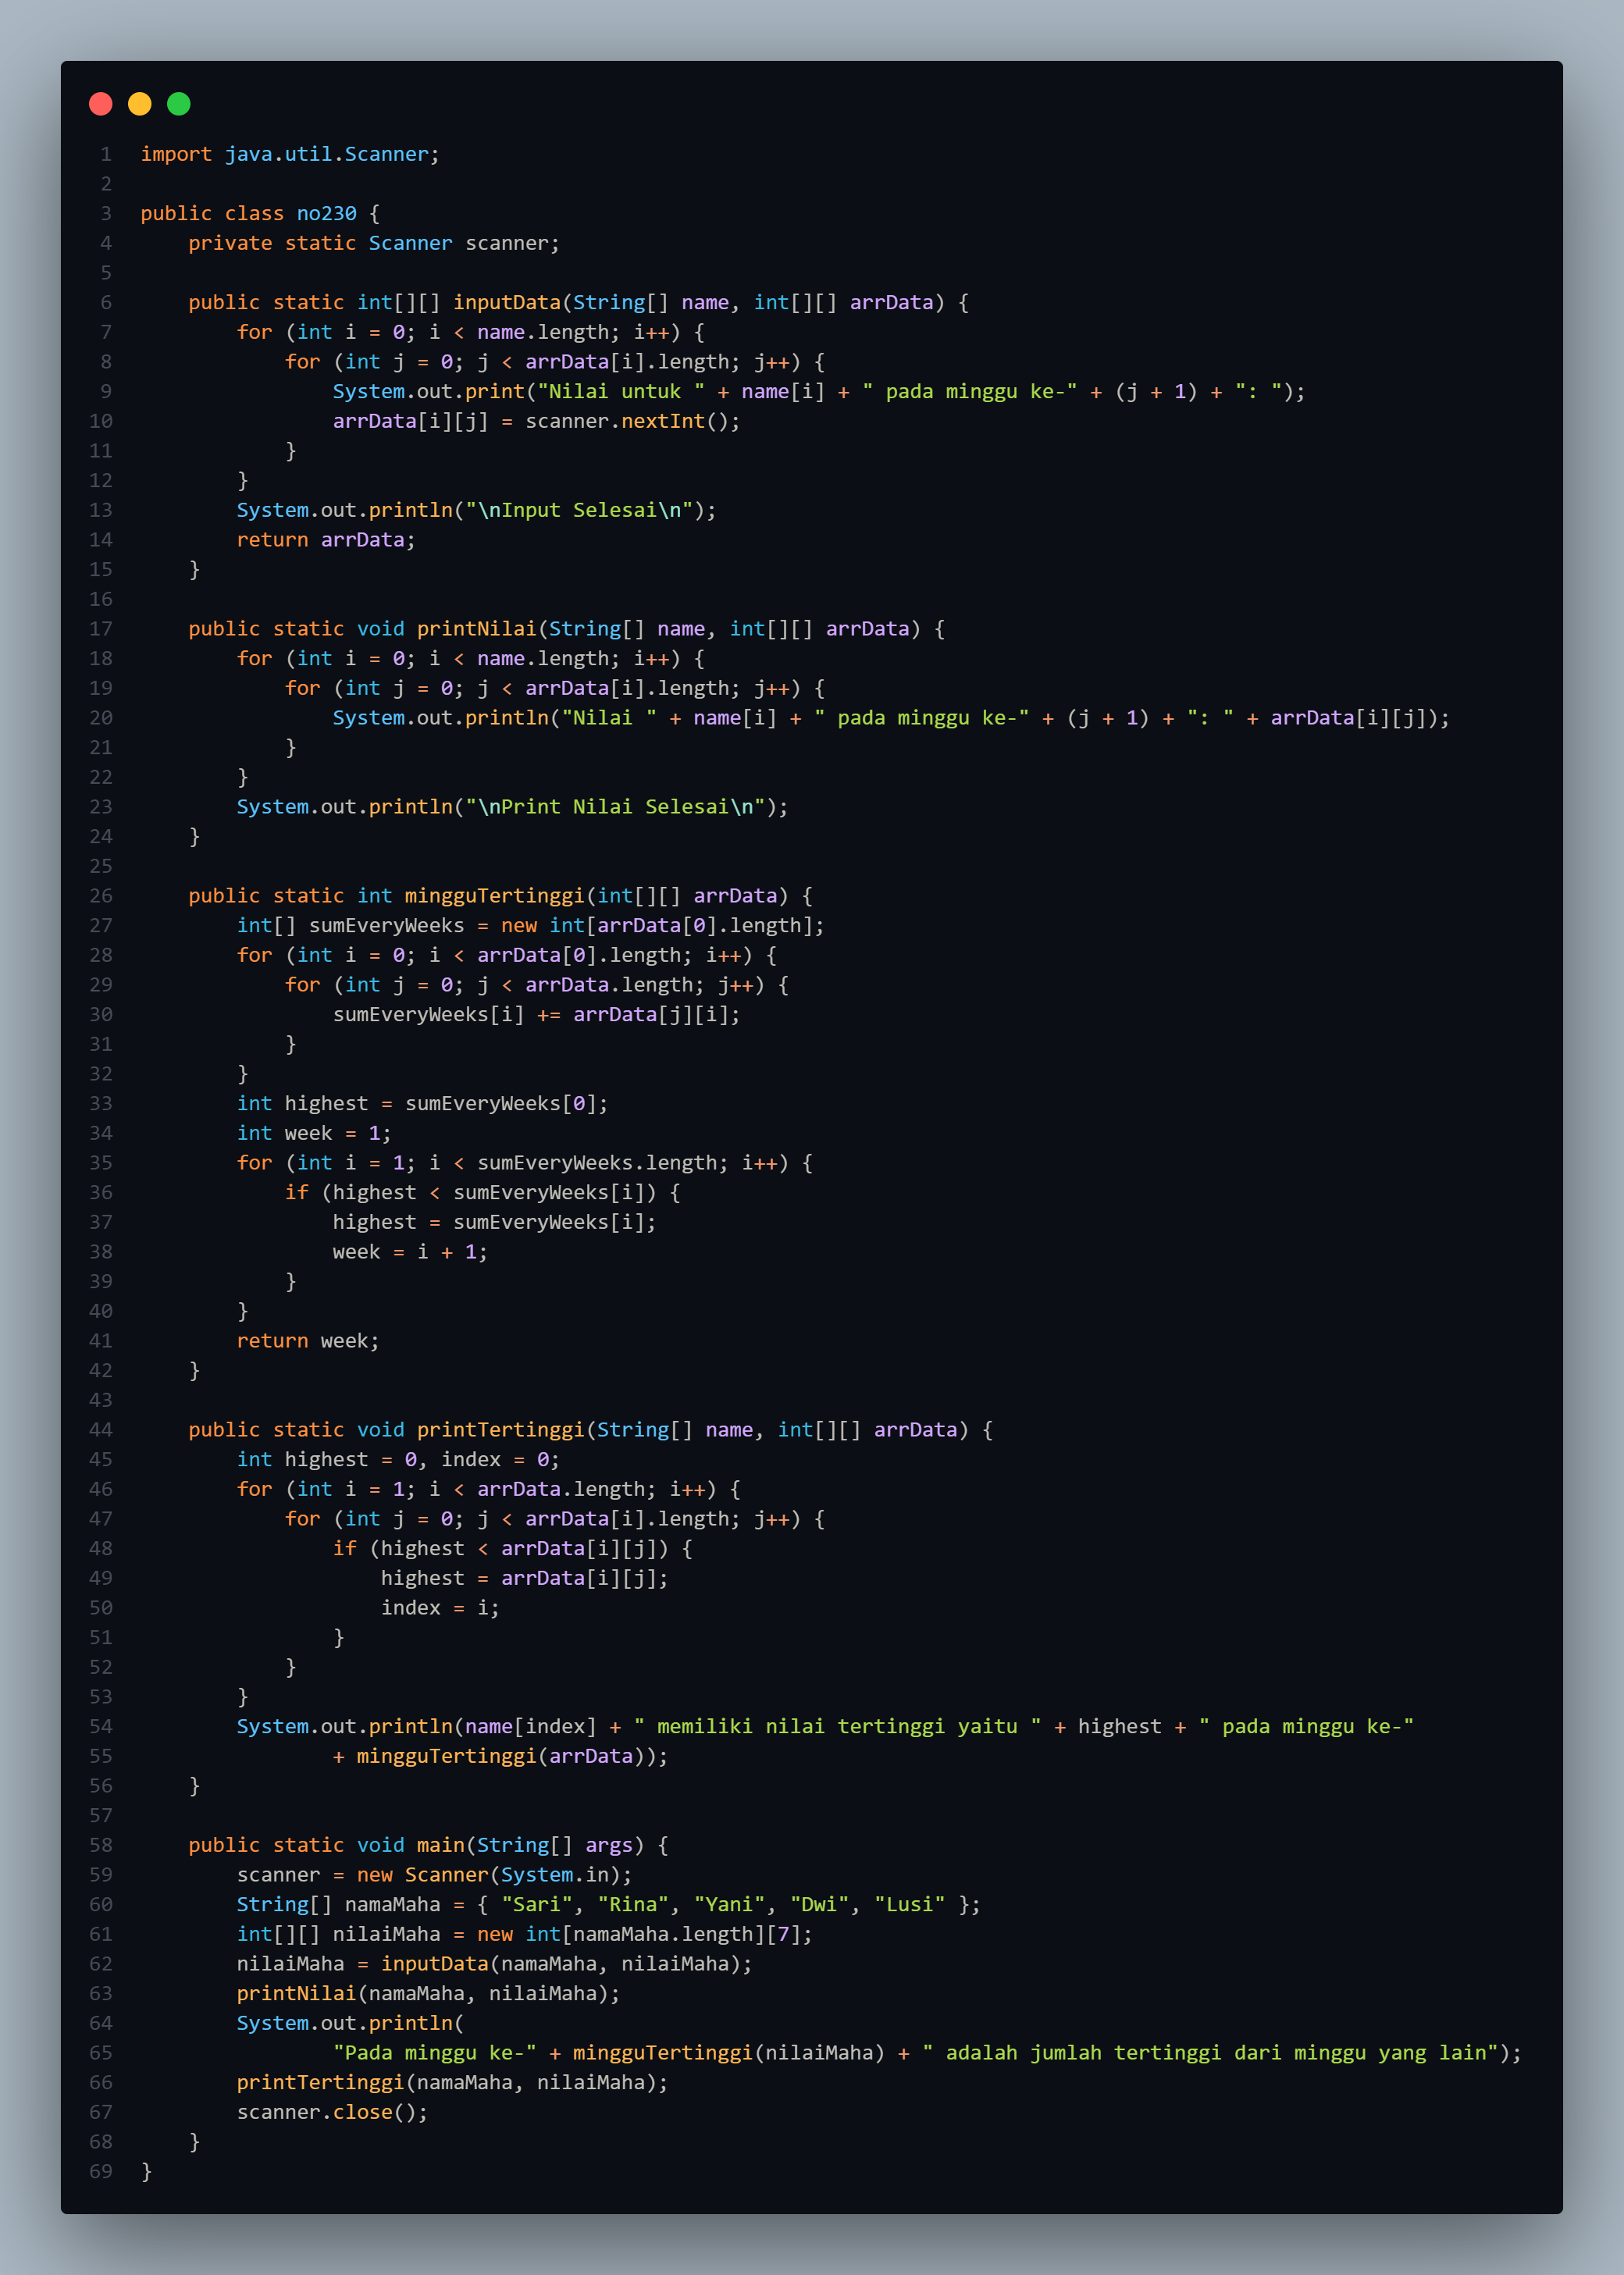 1 import java.util.Scanner;
2
3 public class no230 {
4     private static Scanner scanner;
5
6     public static int[][] inputData(String[] name, int[][] arrData) {
7         for (int i = 0; i < name.length; i++) {
8             for (int j = 0; j < arrData[i].length; j++) {
9                 System.out.print("Nilai untuk " + name[i] + " pada minggu ke-" + (j + 1) + ": ");
10                 arrData[i][j] = scanner.nextInt();
11             }
12         }
13         System.out.println("\nInput Selesai\n");
14         return arrData;
15     }
16
17     public static void printNilai(String[] name, int[][] arrData) {
18         for (int i = 0; i < name.length; i++) {
19             for (int j = 0; j < arrData[i].length; j++) {
20                 System.out.println("Nilai " + name[i] + " pada minggu ke-" + (j + 1) + ": " + arrData[i][j]);
21             }
22         }
23         System.out.println("\nPrint Nilai Selesai\n");
24     }
25
26     public static int mingguTertinggi(int[][] arrData) {
27         int[] sumEveryWeeks = new int[arrData[0].length];
28         for (int i = 0; i < arrData[0].length; i++) {
29             for (int j = 0; j < arrData.length; j++) {
30                 sumEveryWeeks[i] += arrData[j][i];
31             }
32         }
33         int highest = sumEveryWeeks[0];
34         int week = 1;
35         for (int i = 1; i < sumEveryWeeks.length; i++) {
36             if (highest < sumEveryWeeks[i]) {
37                 highest = sumEveryWeeks[i];
38                 week = i + 1;
39             }
40         }
41         return week;
42     }
43
44     public static void printTertinggi(String[] name, int[][] arrData) {
45         int highest = 0, index = 0;
46         for (int i = 1; i < arrData.length; i++) {
47             for (int j = 0; j < arrData[i].length; j++) {
48                 if (highest < arrData[i][j]) {
49                     highest = arrData[i][j];
50                     index = i;
51                 }
52             }
53         }
54         System.out.println(name[index] + " memiliki nilai tertinggi yaitu " + highest + " pada minggu ke-"
55                 + mingguTertinggi(arrData));
56     }
57
58     public static void main(String[] args) {
59         scanner = new Scanner(System.in);
60         String[] namaMaha = { "Sari", "Rina", "Yani", "Dwi", "Lusi" };
61         int[][] nilaiMaha = new int[namaMaha.length][7];
62         nilaiMaha = inputData(namaMaha, nilaiMaha);
63         printNilai(namaMaha, nilaiMaha);
64         System.out.println(
65                 "Pada minggu ke-" + mingguTertinggi(nilaiMaha) + " adalah jumlah tertinggi dari minggu yang lain");
66         printTertinggi(namaMaha, nilaiMaha);
67         scanner.close();
68     }
69 }